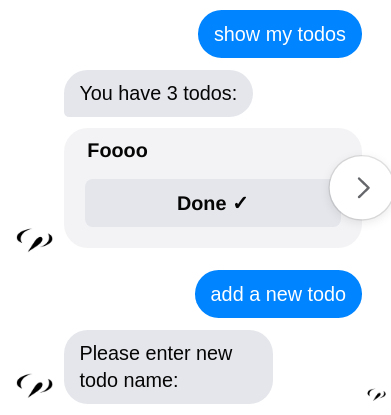 show my todos
You have 3 todos:
Foooo
Done ✓
add a new todo
Please enter new
todo name: